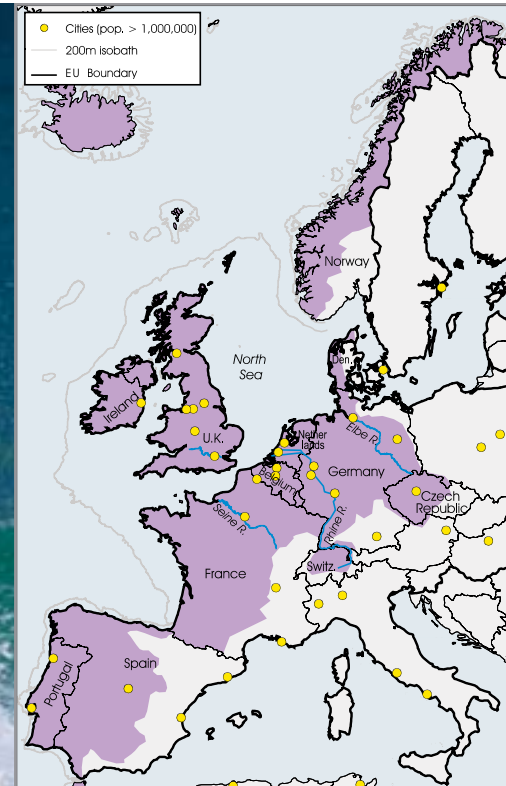 Cities (pop. > 1,000,000)
200m isobath
EU Boundary
Norway
North
Sea
Den.
Ireland
U.K.
Nether
lands
Elbe R.
Belgium
Germany
Czech
Republic
Seine R.
Rhine R.
Switz.
France
Spain
Portugal